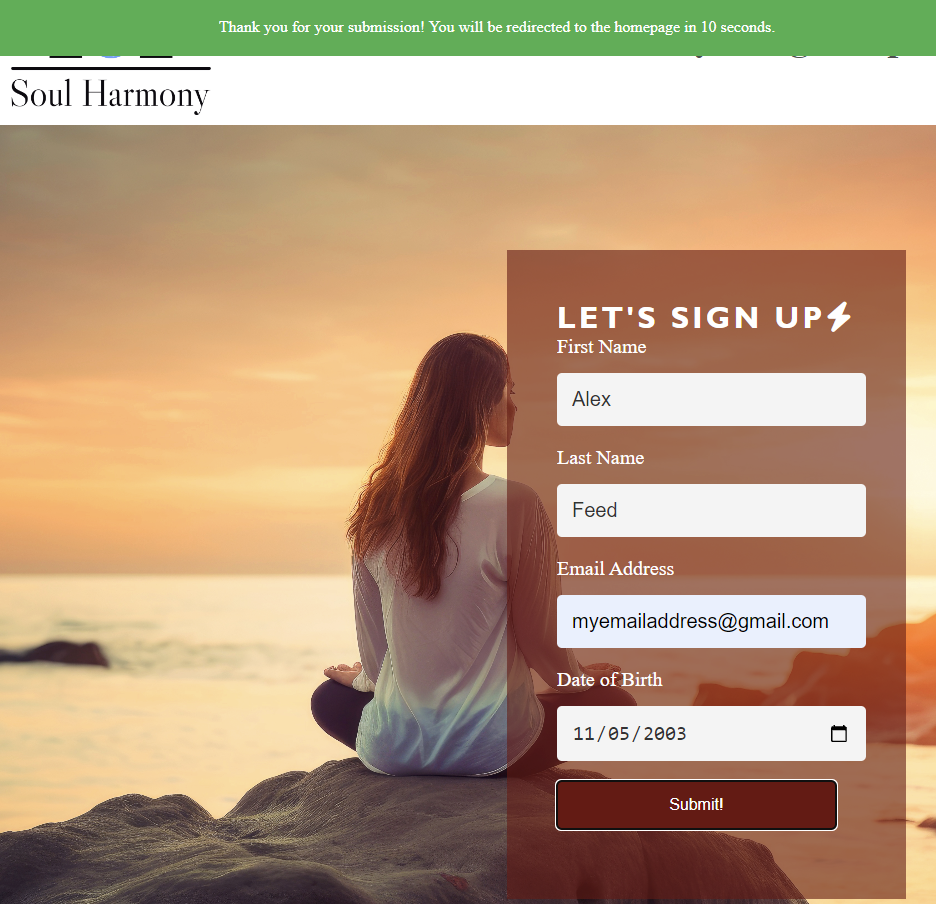 Thank you for your submission! You will be redirected to the homepage in 10 seconds.
Soul Harmony
LET'S SIGN UP
First Name
Alex
Last Name
Feed
Email Address
myemailaddress@gmail.com
Date of Birth
11/05/2003
Submit!